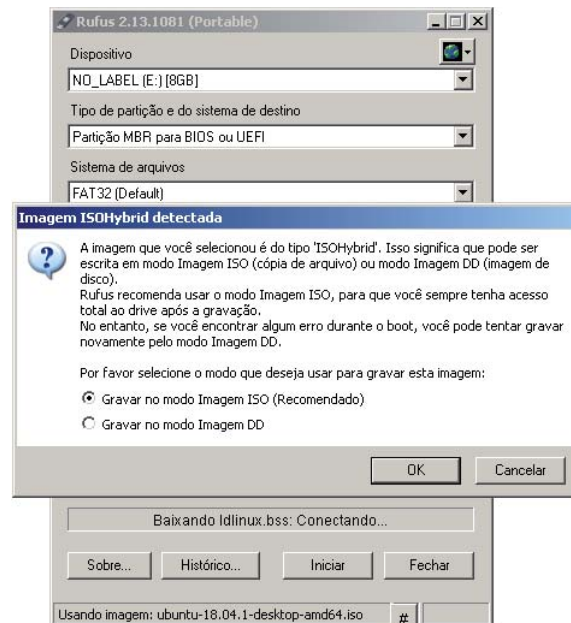 Rufus 2.13.1081 (Portable)
Dispositivo
NO_LABEL (E:) [8GB]
Tipo de partição e do sistema de destino
Partição MBR para BIOS ou UEFI
Sistema de arquivos
FAT32 (Default)
Imagem ISOHybrid detectada
A imagem que você selecionou é do tipo 'ISOHybrid'. Isso significa que pode ser
escrita em modo Imagem ISO (cópia de arquivo) ou modo Imagem DD (imagem de
disco).
Rufus recomenda usar o modo Imagem ISO, para que você sempre tenha acesso
total ao drive após a gravação.
No entanto, se você encontrar algum erro durante o boot, você pode tentar gravar
novamente pelo modo Imagem DD.
Por favor selecione o modo que deseja usar para gravar esta imagem:
Gravar no modo Imagem ISO (Recomendado)
Gravar no modo Imagem DD
OK Cancelar
Baixando ldlinux.bss: Conectando...
Sobre... Histórico... Iniciar Fechar
Usando imagem: ubuntu-18.04.1-desktop-amd64.iso #